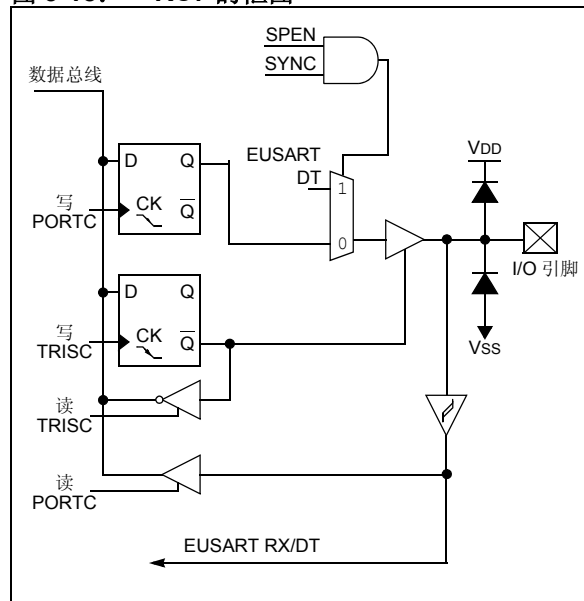 SPEN
SYNC
数据总线
D Q
EUSART
DT
1
VDD
写
PORTC
CK
Q
0
I/O 引脚
D Q
VSS
写
TRISC
CK
Q
读
TRISC
读
PORTC
EUSART RX/DT